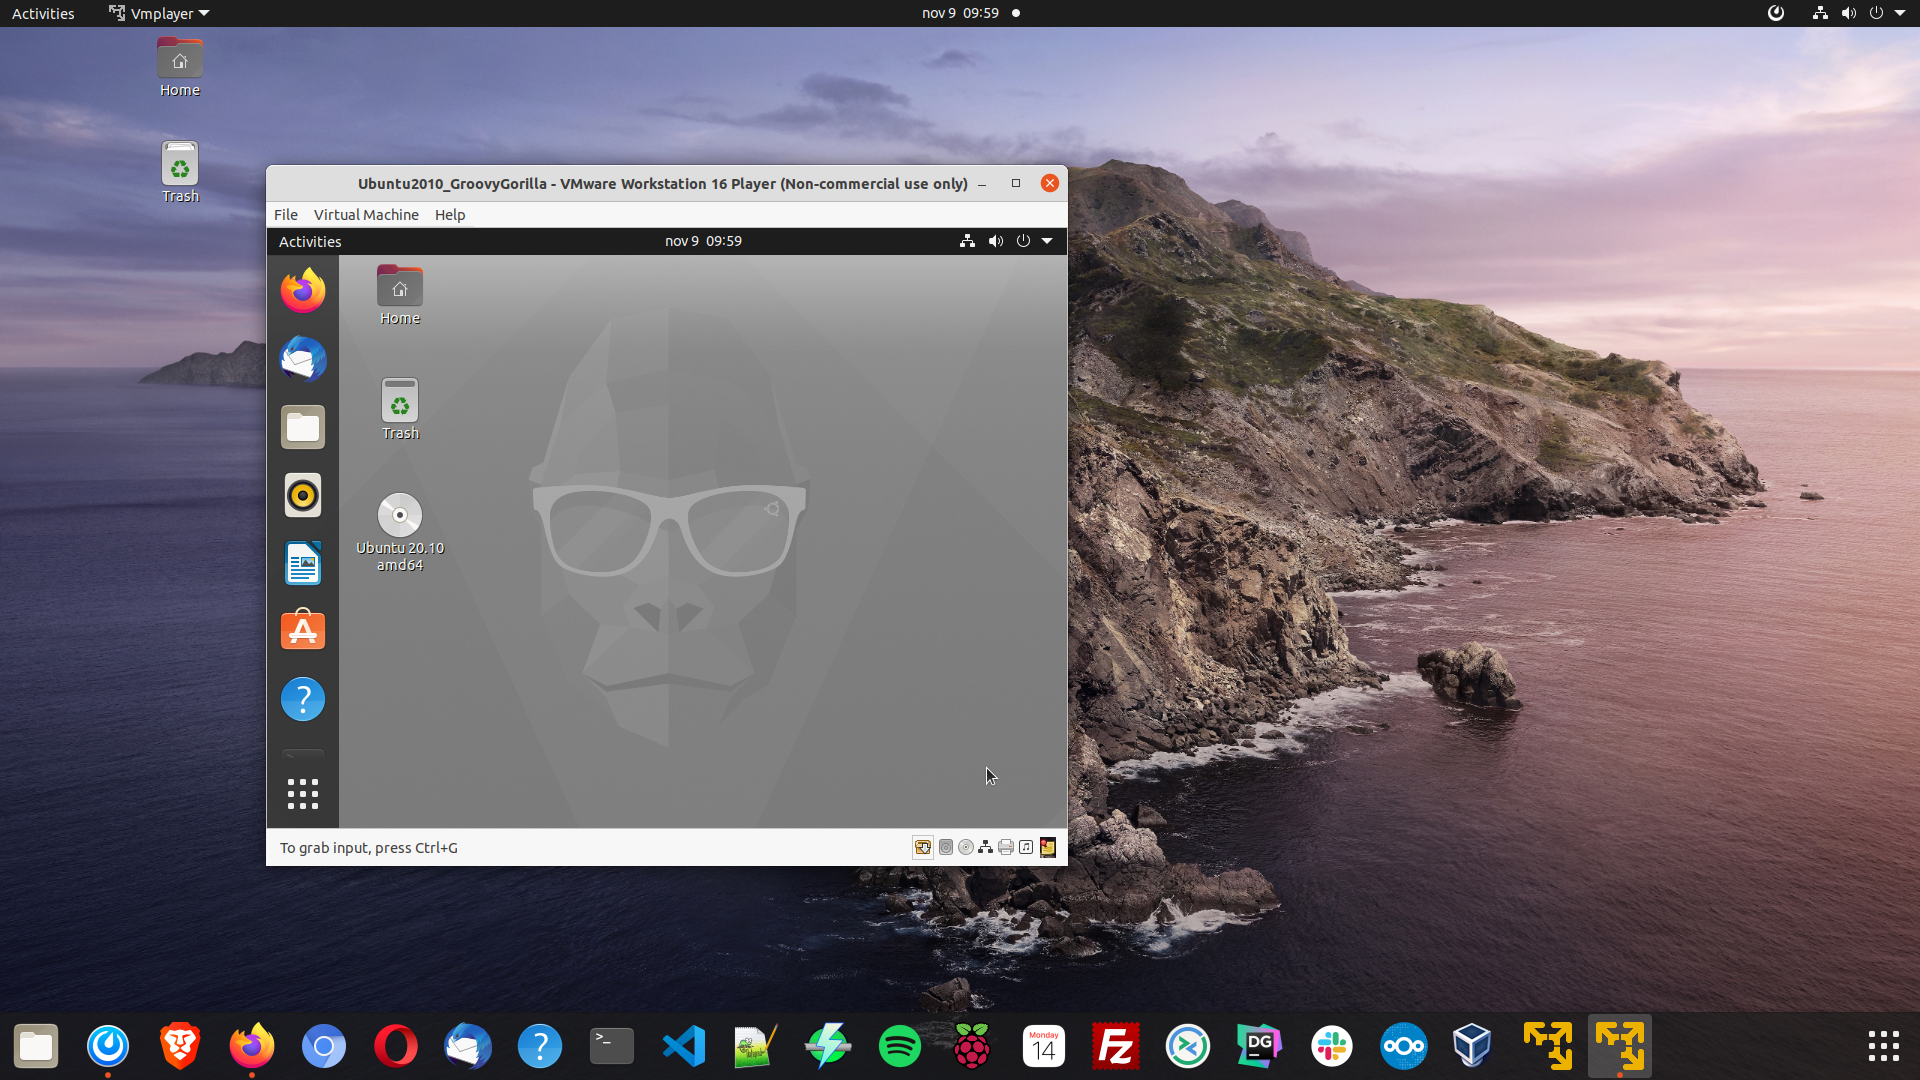 Activities
Vmplayer
nov 9 09:59
Home
Trash
Ubuntu2010_GroovyGorilla - VMware Workstation 16 Player (Non-commercial use only)
File Virtual Machine Help
Activities
nov 9 09:59
Home
Trash
Ubuntu 20.10
amd64
?
To grab input, press Ctrl+G
?
>_
Monday
14
FZ
DG